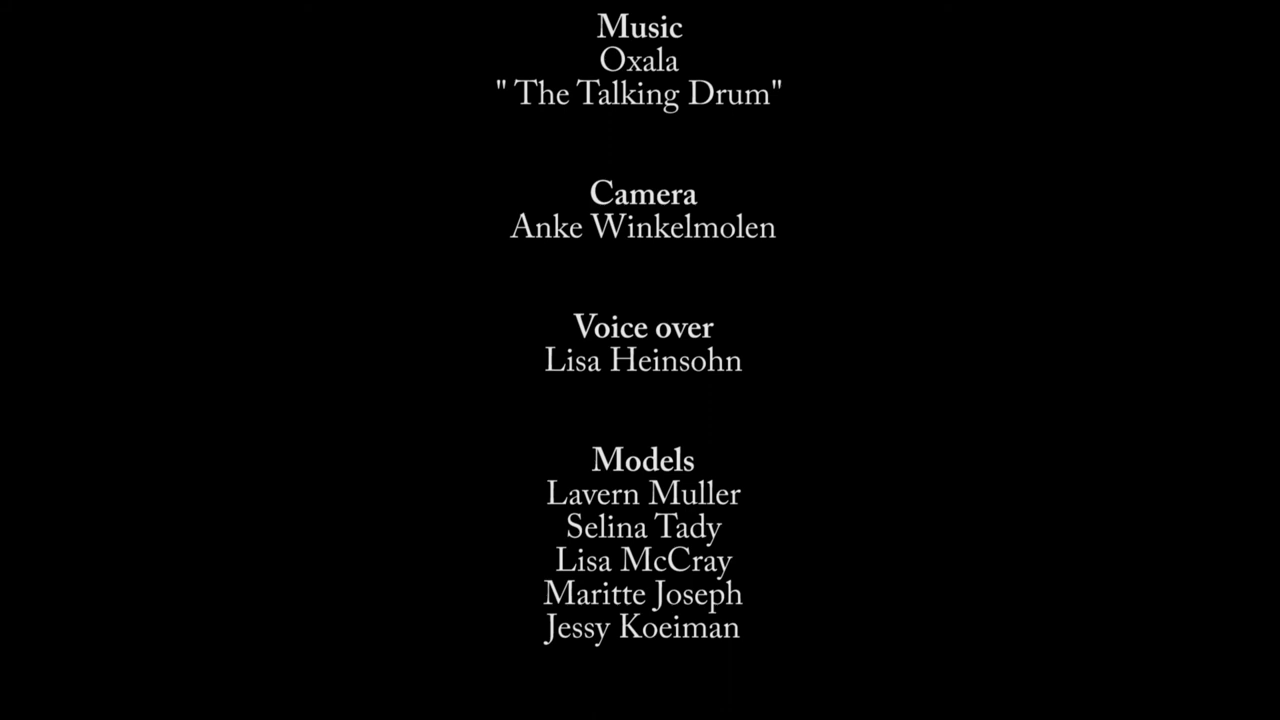 Music
Oxala
" The Talking Drum"
Camera
Anke Winkelmolen
Voice over
Lisa Heinsohn
Models
Lavern Muller
Selina Tady
Lisa McCray
Maritte Joseph
Jessy Koeiman